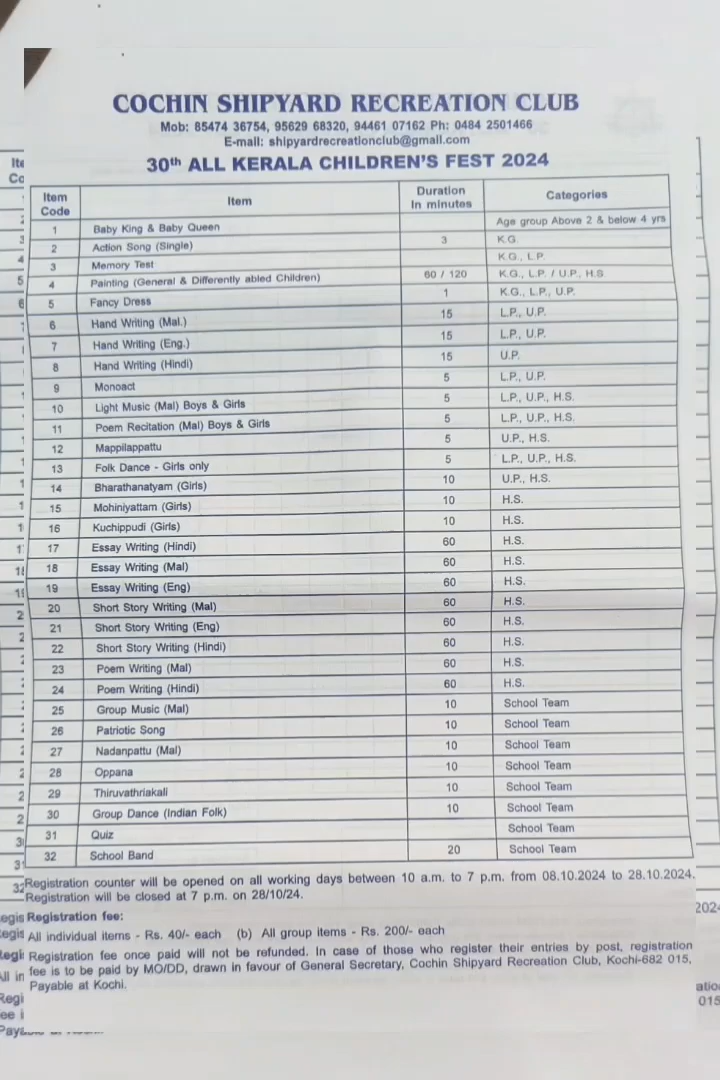 COCHIN SHIPYARD RECREATION CLUB
Mob: 85474 36754, 95629 68320, 94461 07162 Ph: 0484 2501466
E-mail: shipyardrecreationclub@gmail.com
30th ALL KERALA CHILDREN'S FEST 2024
Item Code Item Duration In minutes Categories
1 Baby King & Baby Queen Age group Above 2 & below 4 yrs
2 Action Song (Single) 3 K.G.
3 Memory Test K.G., L.P.
4 Painting (General & Differently abled Children) 60 / 120 K.G., L.P. / U.P., H.S
5 Fancy Dress 1 K.G., L.P., U.P.
6 Hand Writing (Mal.) 15 L.P., U.P.
7 Hand Writing (Eng.) 15 L.P., U.P.
8 Hand Writing (Hindi) 15 U.P.
9 Monoact 5 L.P., U.P.
10 Light Music (Mal) Boys & Girls 5 L.P., U.P., H.S.
11 Poem Recitation (Mal) Boys & Girls 5 L.P., U.P., H.S.
12 Mappilappattu 5 U.P., H.S.
13 Folk Dance - Girls only 5 L.P., U.P., H.S.
14 Bharathanatyam (Girls) 10 U.P., H.S.
15 Mohiniyattam (Girls) 10 H.S.
16 Kuchippudi (Girls) 10 H.S.
17 Essay Writing (Hindi) 60 H.S.
18 Essay Writing (Mal) 60 H.S.
19 Essay Writing (Eng) 60 H.S.
20 Short Story Writing (Mal) 60 H.S.
21 Short Story Writing (Eng) 60 H.S.
22 Short Story Writing (Hindi) 60 H.S.
23 Poem Writing (Mal) 60 H.S.
24 Poem Writing (Hindi) 60 H.S.
25 Group Music (Mal) 10 School Team
26 Patriotic Song 10 School Team
27 Nadanpattu (Mal) 10 School Team
28 Oppana 10 School Team
29 Thiruvathriakali 10 School Team
30 Group Dance (Indian Folk) 10 School Team
31 Quiz School Team
32 School Band 20 School Team
Registration counter will be opened on all working days between 10 a.m. to 7 p.m. from 08.10.2024 to 28.10.2024.
Registration will be closed at 7 p.m. on 28/10/24.
Registration fee:
All individual items - Rs. 40/- each (b) All group items - Rs. 200/- each
Registration fee once paid will not be refunded. In case of those who register their entries by post, registration
fee is to be paid by MO/DD, drawn in favour of General Secretary, Cochin Shipyard Recreation Club, Kochi-682 015,
Payable at Kochi.